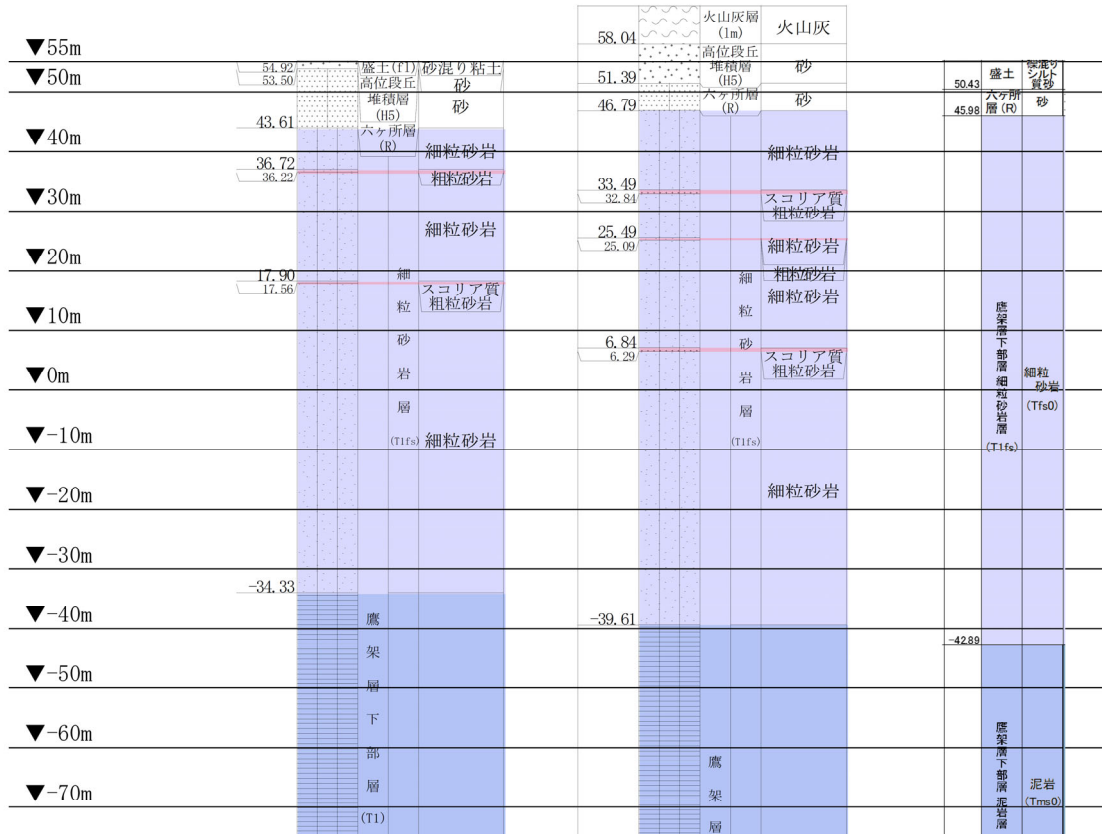 ▼55m
▼50m
▼40m
▼30m
▼20m
▼10m
▼0m
▼-10m
▼-20m
▼-30m
▼-40m
▼-50m
▼-60m
▼-70m
54.92
53.50
43.61
36.72
36.22
17.90
17.56
-34.33
盛土(fl)
高位段丘
堆積層
(H5)
六ヶ所層
(R)
細粒砂岩層
(T1fs)
鷹架層下部層
(T1)
砂混り粘土
砂
砂
細粒砂岩
粗粒砂岩
細粒砂岩
スコリア質
粗粒砂岩
細粒砂岩
58.04
51.39
46.79
33.49
32.84
25.49
25.09
6.84
6.29
-39.61
火山灰層
(lm)
高位段丘
堆積層
(H5)
六ヶ所層
(R)
細粒砂岩層
(T1fs)
鷹架層
火山灰
砂
砂
細粒砂岩
スコリア質
粗粒砂岩
細粒砂岩
粗粒砂岩
細粒砂岩
スコリア質
粗粒砂岩
細粒砂岩
50.43
45.98
-42.89
盛土
六ヶ所
層(R)
鷹架層下部層 細粒砂岩層
(T1fs)
鷹架層下部層 泥岩層
シルト
質砂
砂
細粒
砂岩
(Tfs0)
泥岩
(Tms0)